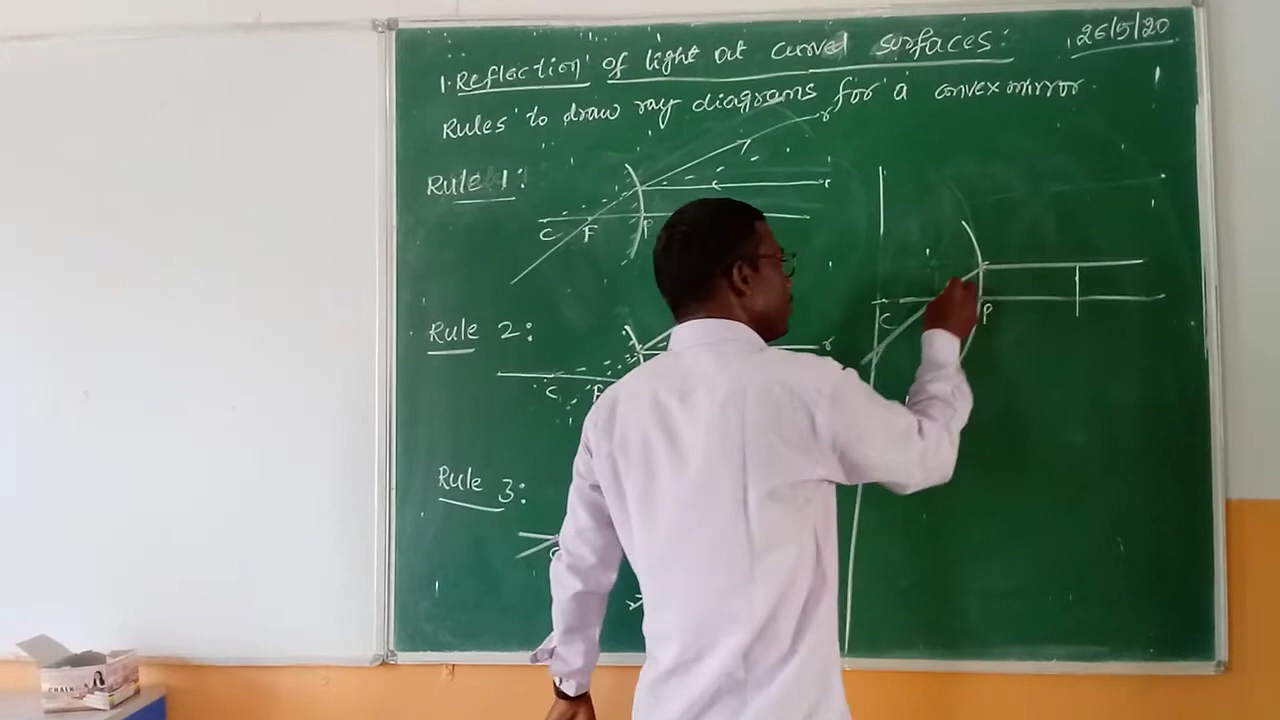 26/5/20
1. Reflection of light at curved surfaces:
Rules to draw ray diagrams for a convex mirror.
Rule 1:
C F P
Rule 2:
C F
Rule 3:
C
C P
CHALK